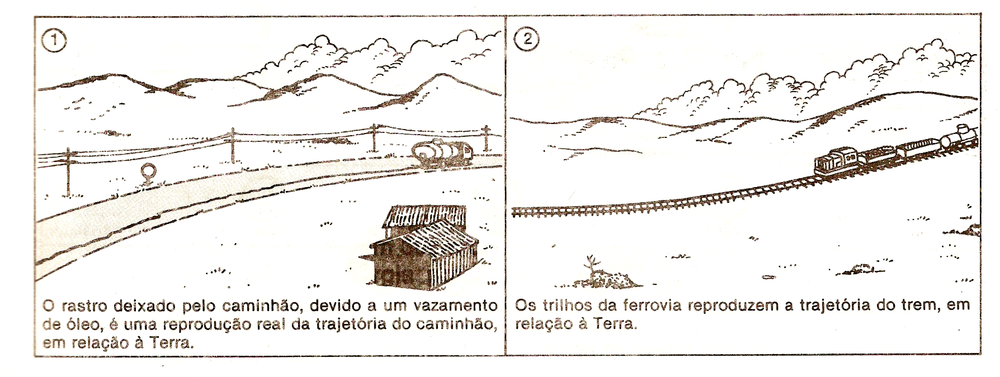 1
O rastro deixado pelo caminhão, devido a um vazamento
de óleo, é uma reprodução real da trajetória do caminhão,
em relação à Terra.
2
Os trilhos da ferrovia reproduzem a trajetória do trem, em
relação à Terra.